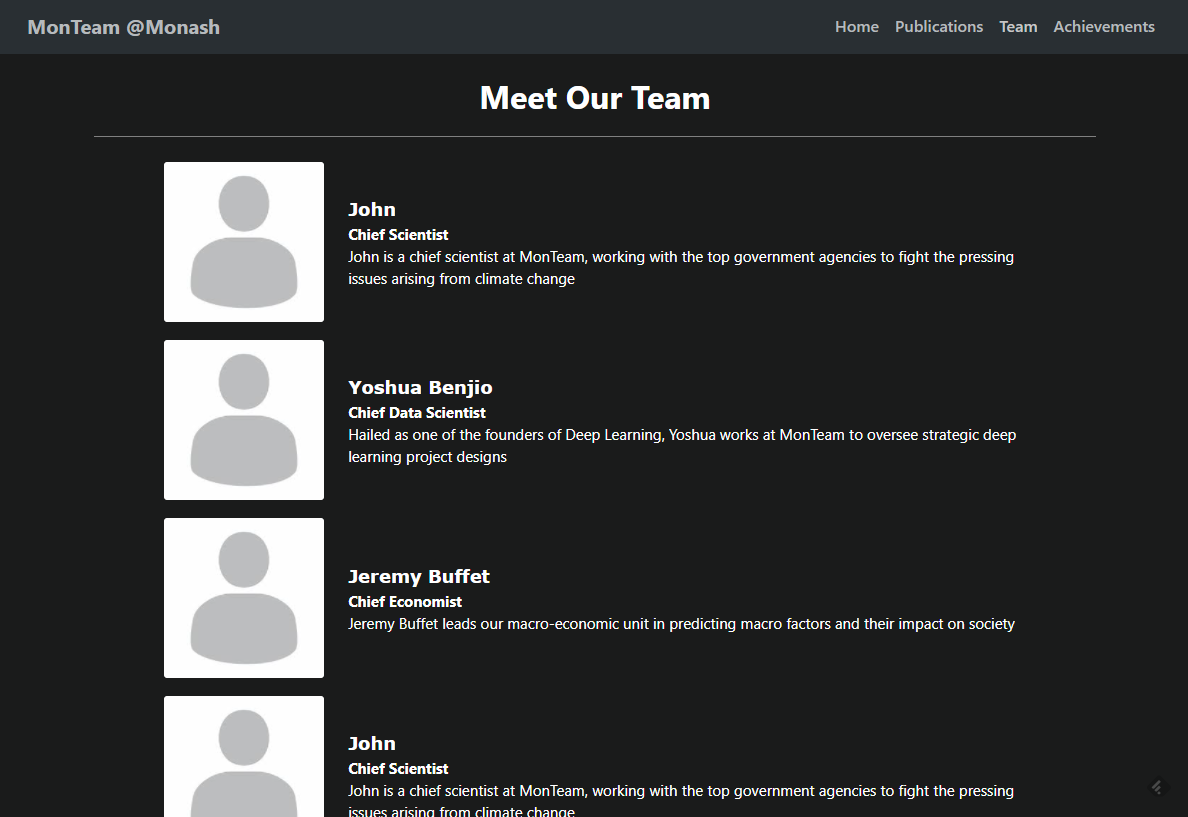 MonTeam @Monash
Home Publications Team Achievements
Meet Our Team
John
Chief Scientist
John is a chief scientist at MonTeam, working with the top government agencies to fight the pressing
issues arising from climate change
Yoshua Benjio
Chief Data Scientist
Hailed as one of the founders of Deep Learning, Yoshua works at MonTeam to oversee strategic deep
learning project designs
Jeremy Buffet
Chief Economist
Jeremy Buffet leads our macro-economic unit in predicting macro factors and their impact on society
John
Chief Scientist
John is a chief scientist at MonTeam, working with the top government agencies to fight the pressing
issues arising from climate change